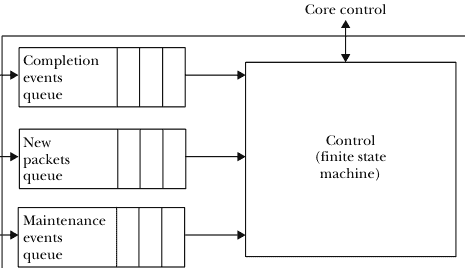 Core control
Completion
events
queue
New
packets
queue
Maintenance
events
queue
Control
(finite state
machine)